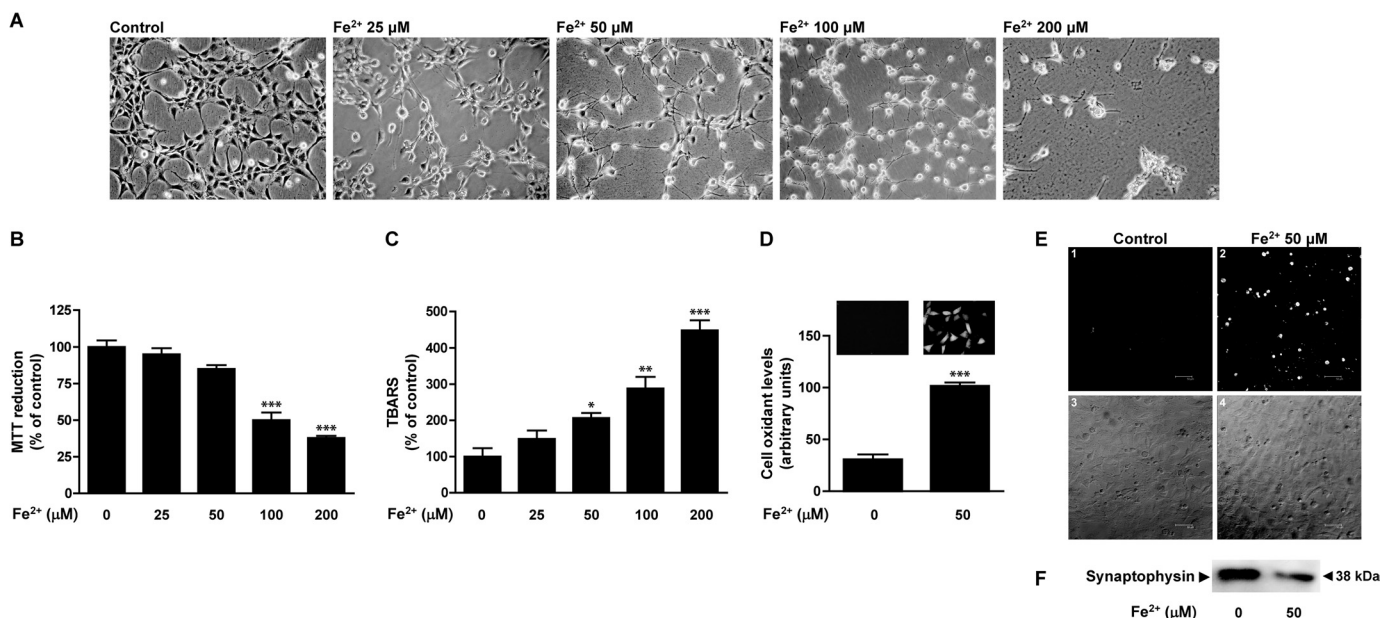 A
Control
Fe²⁺ 25 μM
Fe²⁺ 50 μM
Fe²⁺ 100 μM
Fe²⁺ 200 μM
B
MTT reduction
(% of control)
125
100
75
50
25
0
Fe²⁺ (μM) 0 25 50 100 200
*** ***
C
TBARS
(% of control)
500
400
300
200
100
0
* ** ***
Fe²⁺ (μM) 0 25 50 100 200
D
Cell oxidant levels
(arbitrary units)
150
100
50
0
***
Fe²⁺ (μM) 0 50
E
Control
Fe²⁺ 50 μM
1
2
3
4
F
Synaptophysin ►
◄ 38 kDa
Fe²⁺ (μM) 0 50